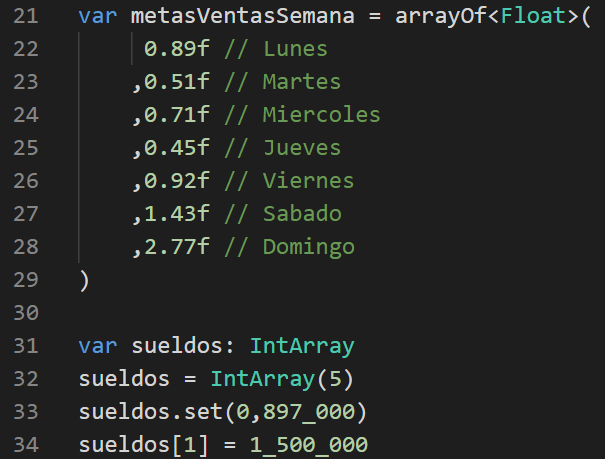 21 var metasVentasSemana = arrayOf<Float>(
22 0.89f // Lunes
23 ,0.51f // Martes
24 ,0.71f // Miercoles
25 ,0.45f // Jueves
26 ,0.92f // Viernes
27 ,1.43f // Sabado
28 ,2.77f // Domingo
29 )
30
31 var sueldos: IntArray
32 sueldos = IntArray(5)
33 sueldos.set(0,897_000)
34 sueldos[1] = 1_500_000